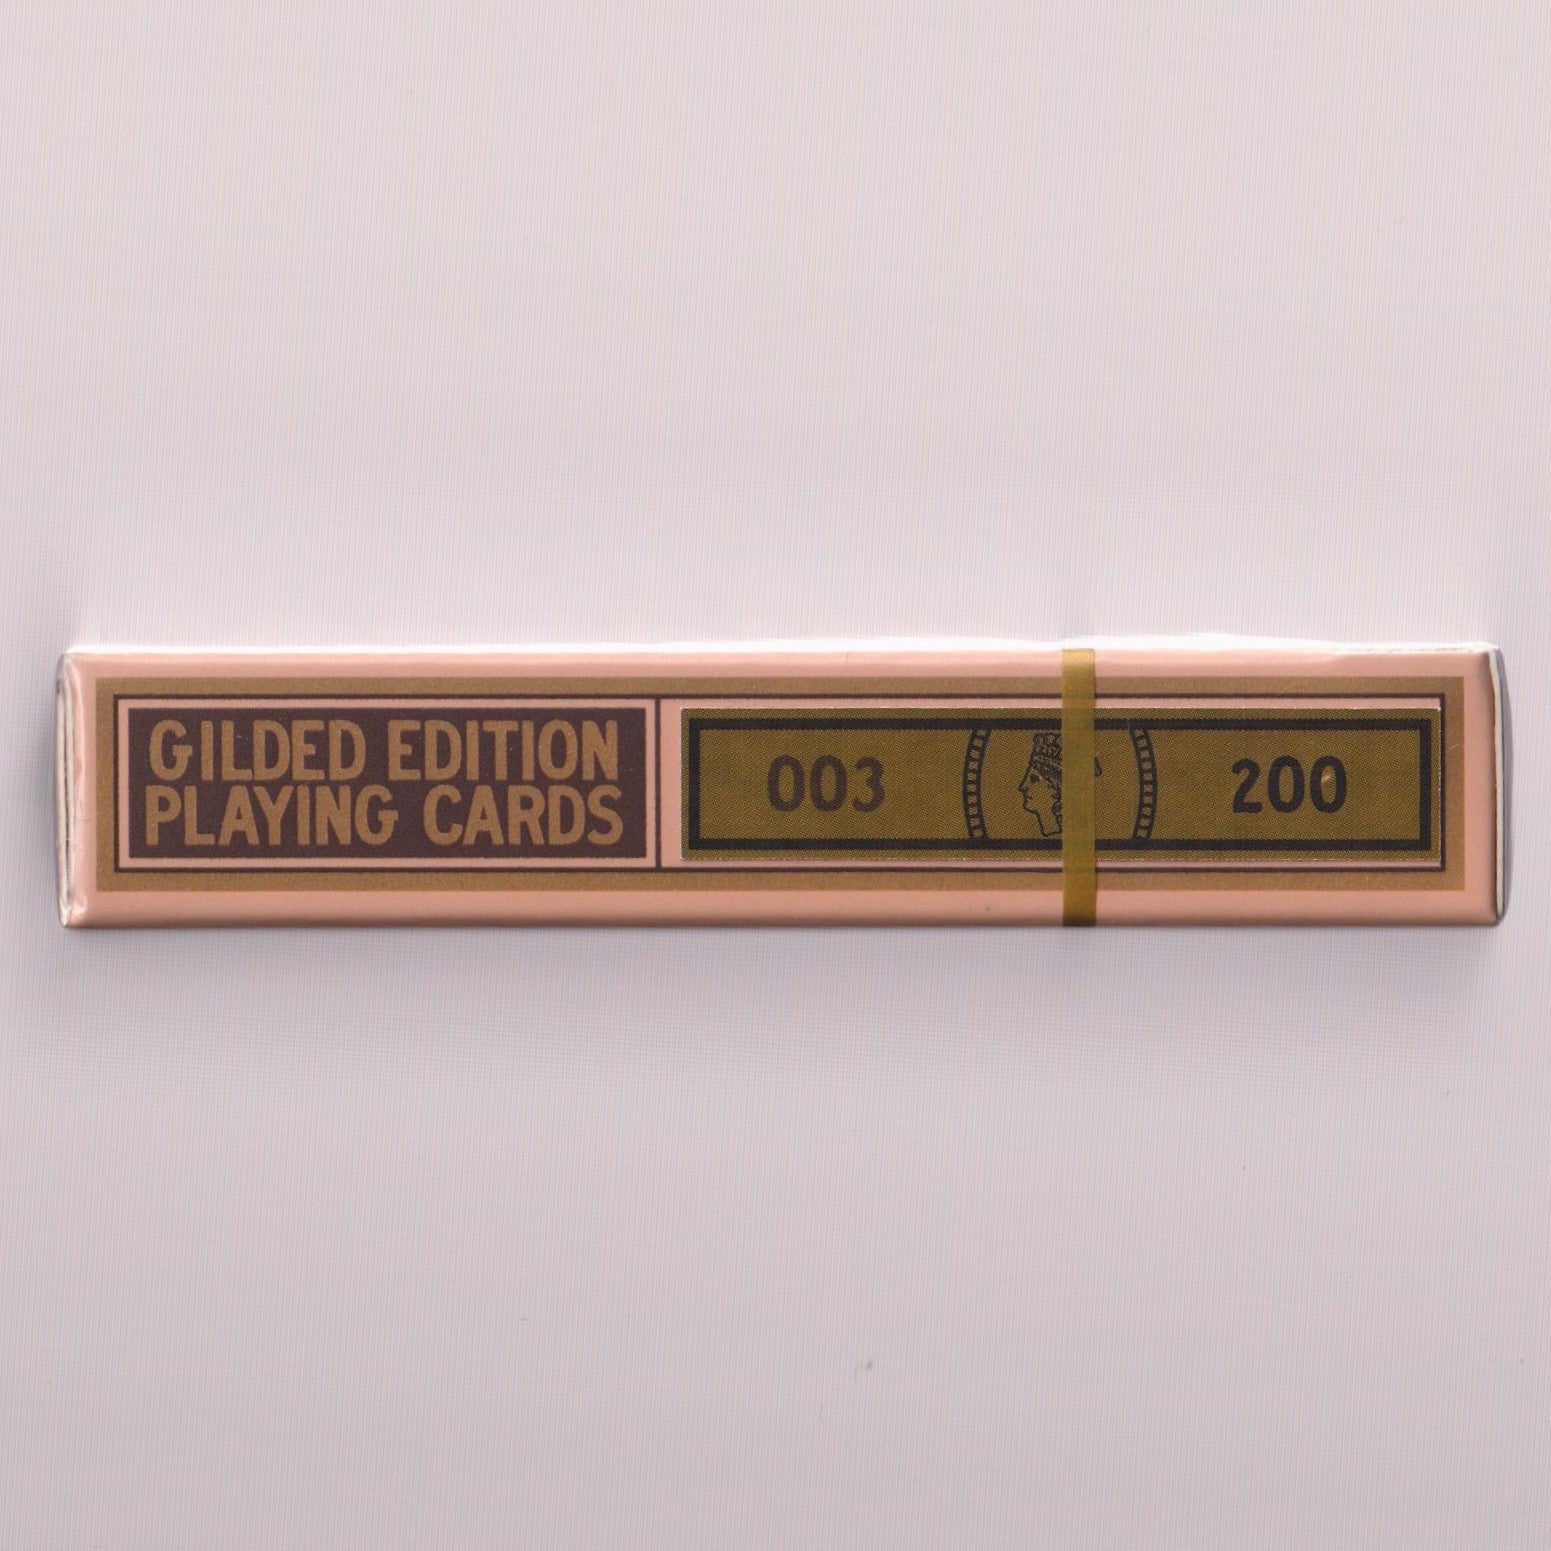 GILDED EDITION
PLAYING CARDS
003
200